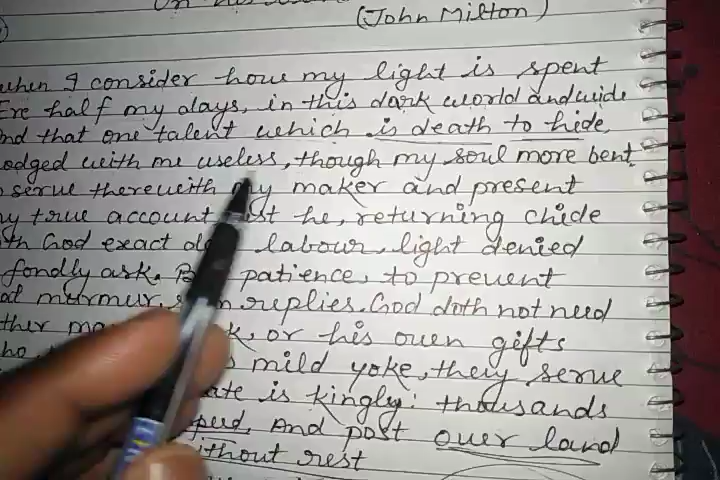 On his
(John Milton)
when I consider how my light is spent
Ere half my days, in this dark world and wide
nd that one talent which is death to hide,
odged with me useless, though my soul more bent
o serve therewith my maker and present
y true account st he, returning chide
th God exact d labour, light denied
fondly ask. B patience, to prevent
at murmur, s n replies. God doth not need
ther ma k, or his own gifts
ho, s mild yoke, they serve
ate is kingly: thousands
peed, And post over land
ithout rest